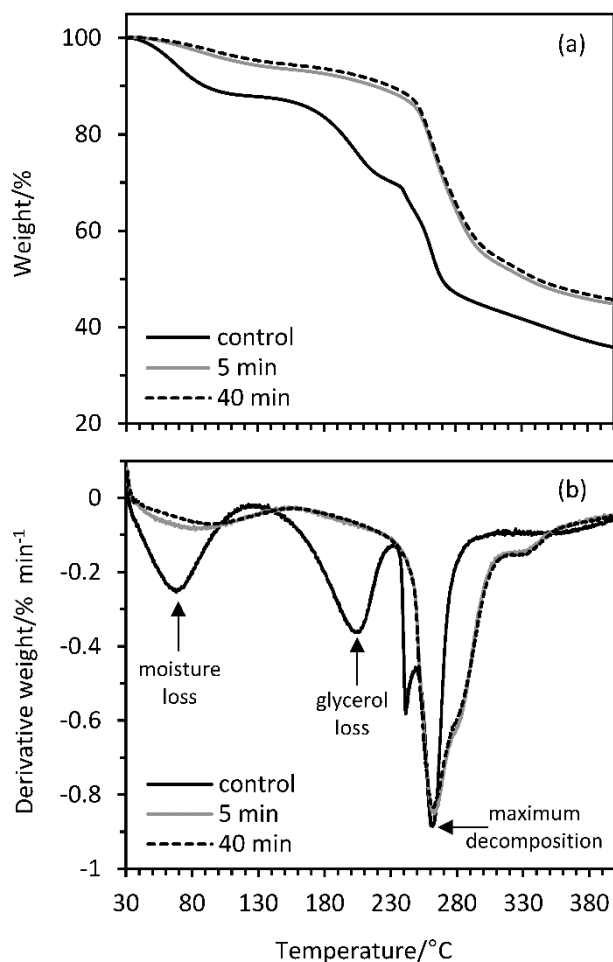 (a)
100
80
60
40
20
Weight/%
control
5 min
40 min
(b)
0
-0.2
-0.4
-0.6
-0.8
-1
Derivative weight/% min⁻¹
moisture
loss
glycerol
loss
maximum
decomposition
control
5 min
40 min
30 80 130 180 230 280 330 380
Temperature/°C